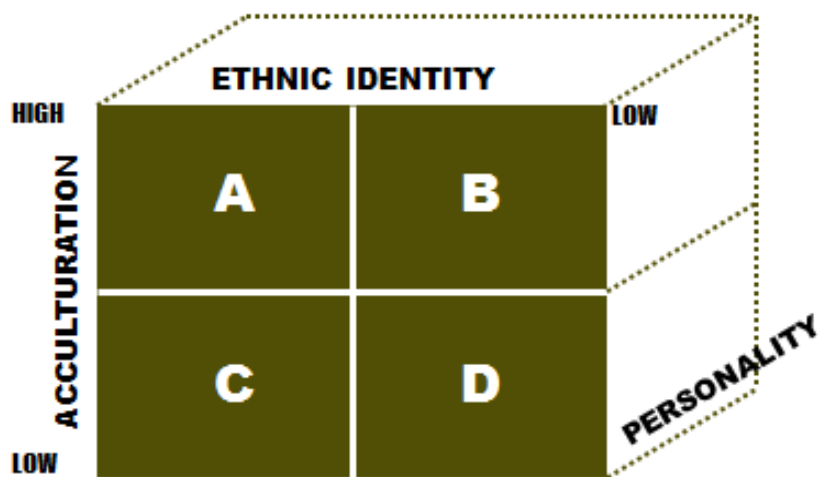 ETHNIC IDENTITY
HIGH
LOW
A
B
ACCULTURATION
C
D
PERSONALITY
LOW